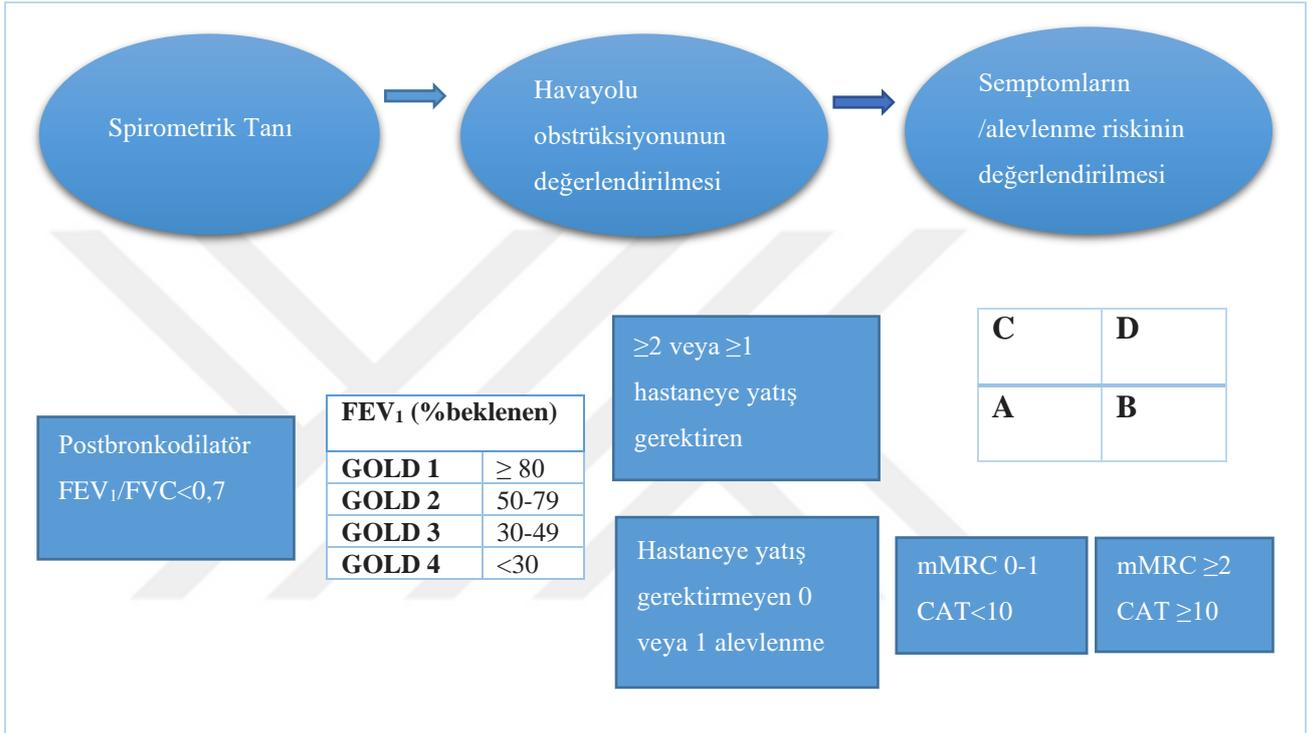 Spirometrik Tanı
Havayolu
obstrüksiyonunun
değerlendirilmesi
Semptomların
/alevlenme riskinin
değerlendirilmesi
Postbronkodilatör
FEV₁/FVC<0,7
FEV₁ (%beklenen)
GOLD 1 ≥ 80
GOLD 2 50-79
GOLD 3 30-49
GOLD 4 <30
≥2 veya ≥1
hastaneye yatış
gerektiren
Hastaneye yatış
gerektirmeyen 0
veya 1 alevlenme
C D
A B
mMRC 0-1
CAT<10
mMRC ≥2
CAT ≥10